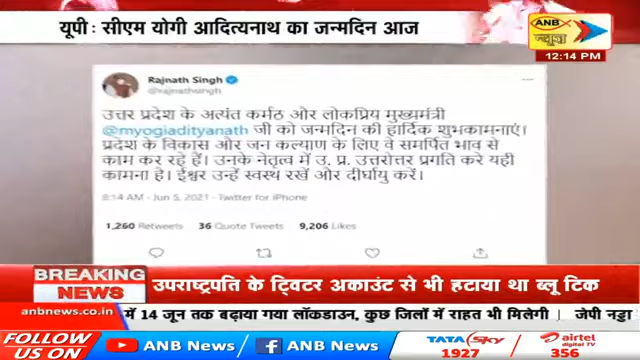 यूपी: सीएम योगी आदित्यनाथ का जन्मदिन आज
ANB
न्यूज़
12:14 PM
Rajnath Singh
@rajnathsingh
उत्तर प्रदेश के अत्यंत कर्मठ और लोकप्रिय मुख्यमंत्री
@myogiadityanath जी को जन्मदिन की हार्दिक शुभकामनाएं।
प्रदेश के विकास और जन कल्याण के लिए वे समर्पित भाव से
काम कर रहे हैं। उनके नेतृत्व में उ. प्र. उत्तरोत्तर प्रगति करे यही
कामना है। ईश्वर उन्हें स्वस्थ रखें और दीर्घायु करें।
8:14 AM - Jun 5, 2021 - Twitter for iPhone
1,260 Retweets 36 Quote Tweets 9,206 Likes
BREAKING
NEWS
उपराष्ट्रपति के ट्विटर अकाउंट से भी हटाया था ब्लू टिक
anbnews.co.in
में 14 जून तक बढ़ाया गया लॉकडाउन, कुछ जिलों में राहत भी मिलेगी । जेपी नड्डा
FOLLOW
US ON
ANB News
ANB News
TATA sky
1927
airtel
digital TV
356